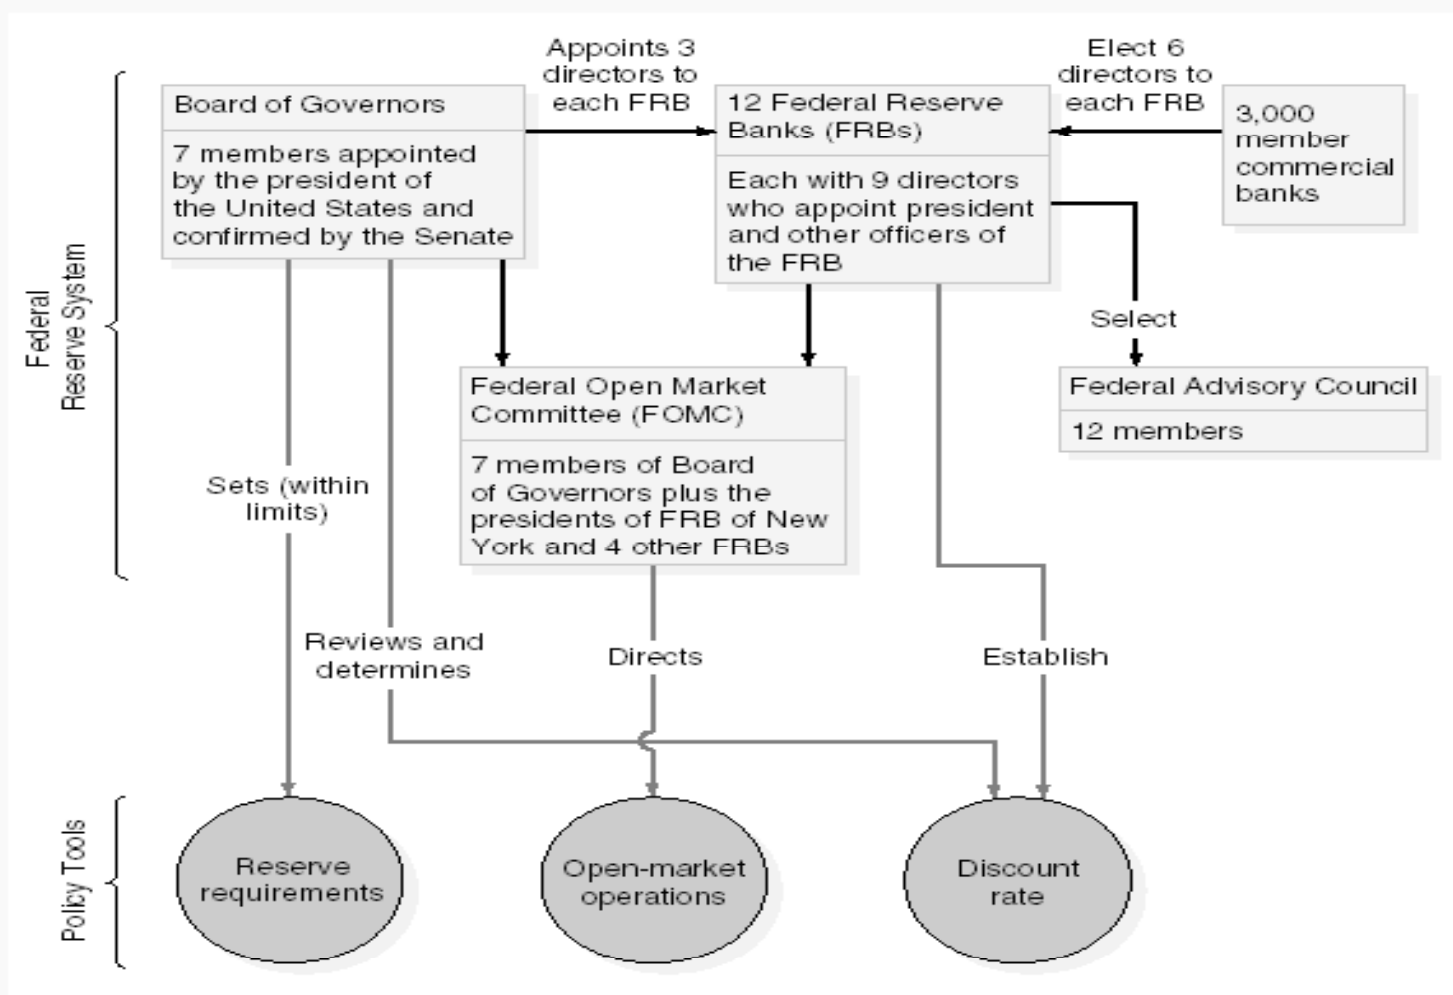 Appoints 3
directors to
each FRB
Elect 6
directors to
each FRB
Board of Governors
7 members appointed
by the president of
the United States and
confirmed by the Senate
12 Federal Reserve
Banks (FRBs)
Each with 9 directors
who appoint president
and other officers of
the FRB
3,000
member
commercial
banks
Federal
Reserve System
Select
Federal Open Market
Committee (FOMC)
7 members of Board
of Governors plus the
presidents of FRB of New
York and 4 other FRBs
Federal Advisory Council
12 members
Sets (within
limits)
Reviews and
determines
Directs
Establish
Policy Tools
Reserve
requirements
Open-market
operations
Discount
rate